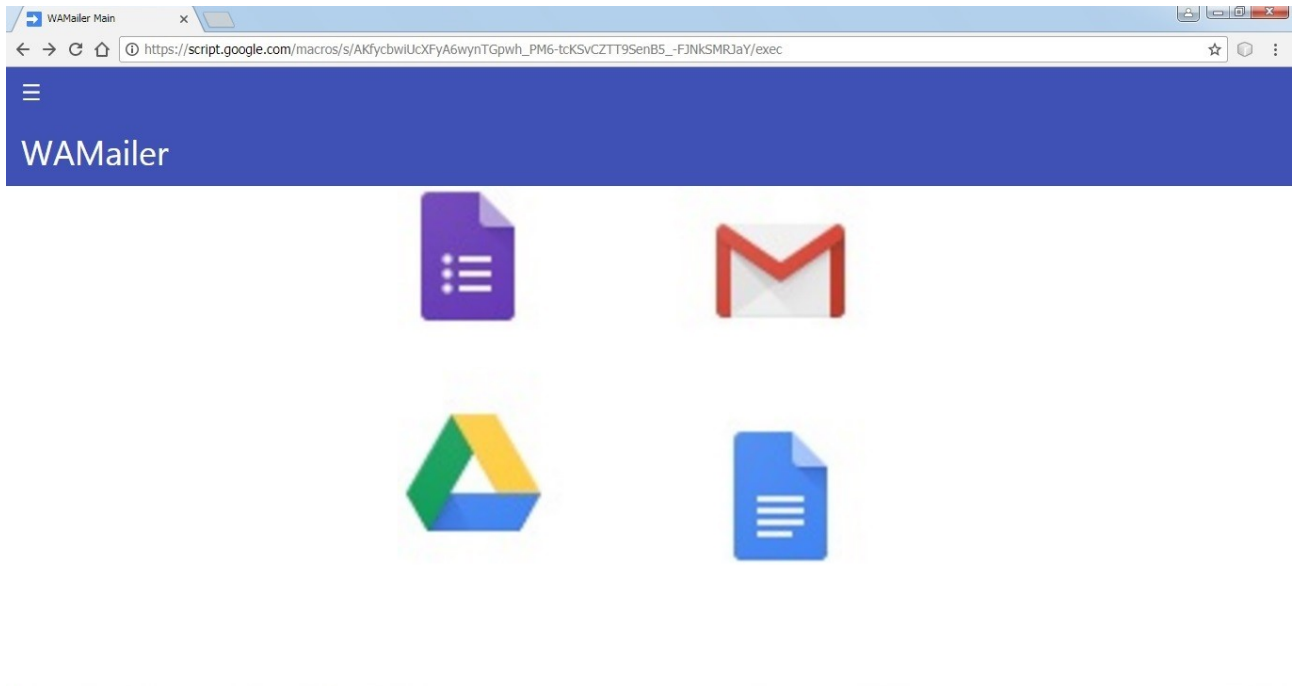 WAMailer Main
https://script.google.com/macros/s/AKfycbwiUcXFyA6wynTGpwh_PM6-tcKSvCZTT9SenB5_-FJNkSMRJaY/exec
WAMailer